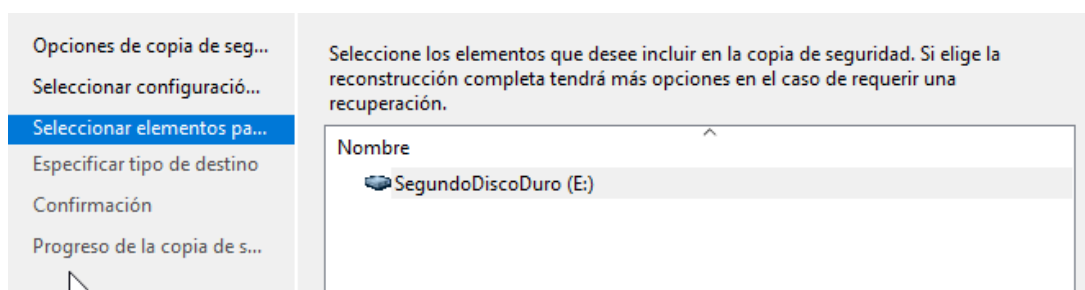 Opciones de copia de seg...
Seleccionar configuració...
Seleccionar elementos pa...
Especificar tipo de destino
Confirmación
Progreso de la copia de s...
Seleccione los elementos que desee incluir en la copia de seguridad. Si elige la
reconstrucción completa tendrá más opciones en el caso de requerir una
recuperación.
Nombre
SegundoDiscoDuro (E:)